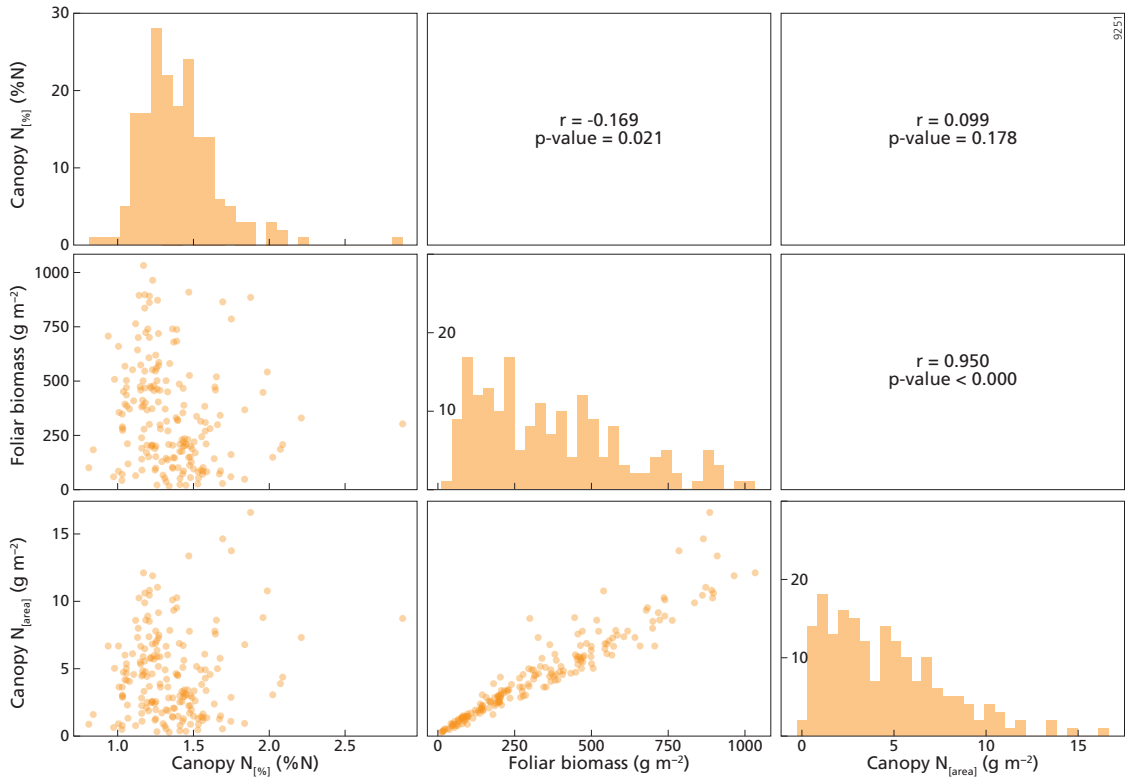 9251
Canopy N[%] (%N)
30
20
10
0
r = -0.169
p-value = 0.021
r = 0.099
p-value = 0.178
Foliar biomass (g m⁻²)
1000
750
500
250
0
20
10
r = 0.950
p-value < 0.000
Canopy N[area] (g m⁻²)
15
10
5
0
20
10
1.0 1.5 2.0 2.5
0 250 500 750 1000
0 5 10 15
Canopy N[%] (%N)
Foliar biomass (g m⁻²)
Canopy N[area] (g m⁻²)